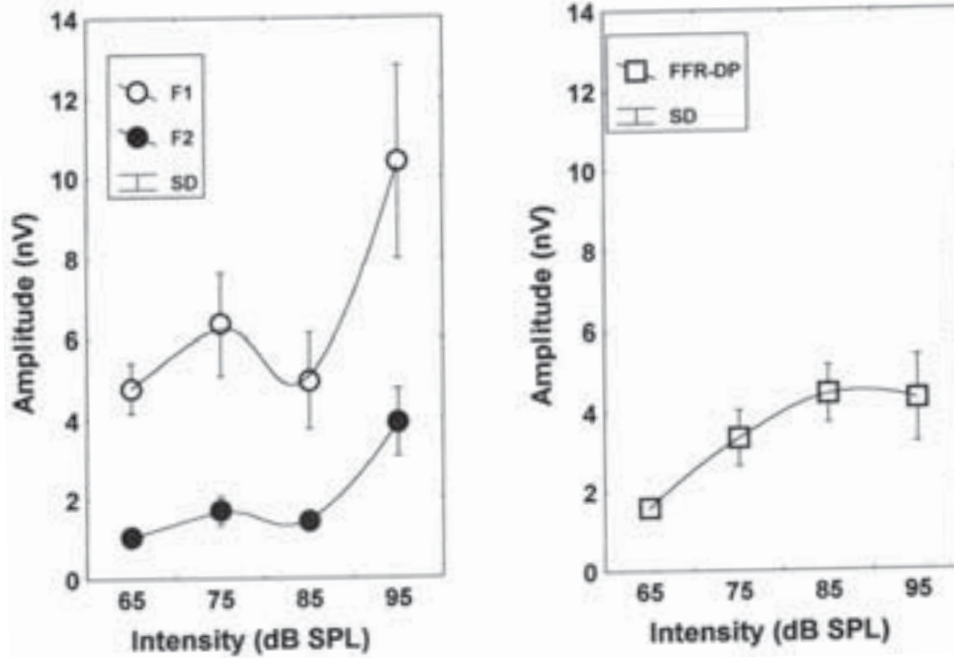 14
12
10
8
6
4
2
0
Amplitude (nV)
F1
F2
SD
65 75 85 95
Intensity (dB SPL)
14
12
10
8
6
4
2
0
Amplitude (nV)
FFR-DP
SD
65 75 85 95
Intensity (dB SPL)